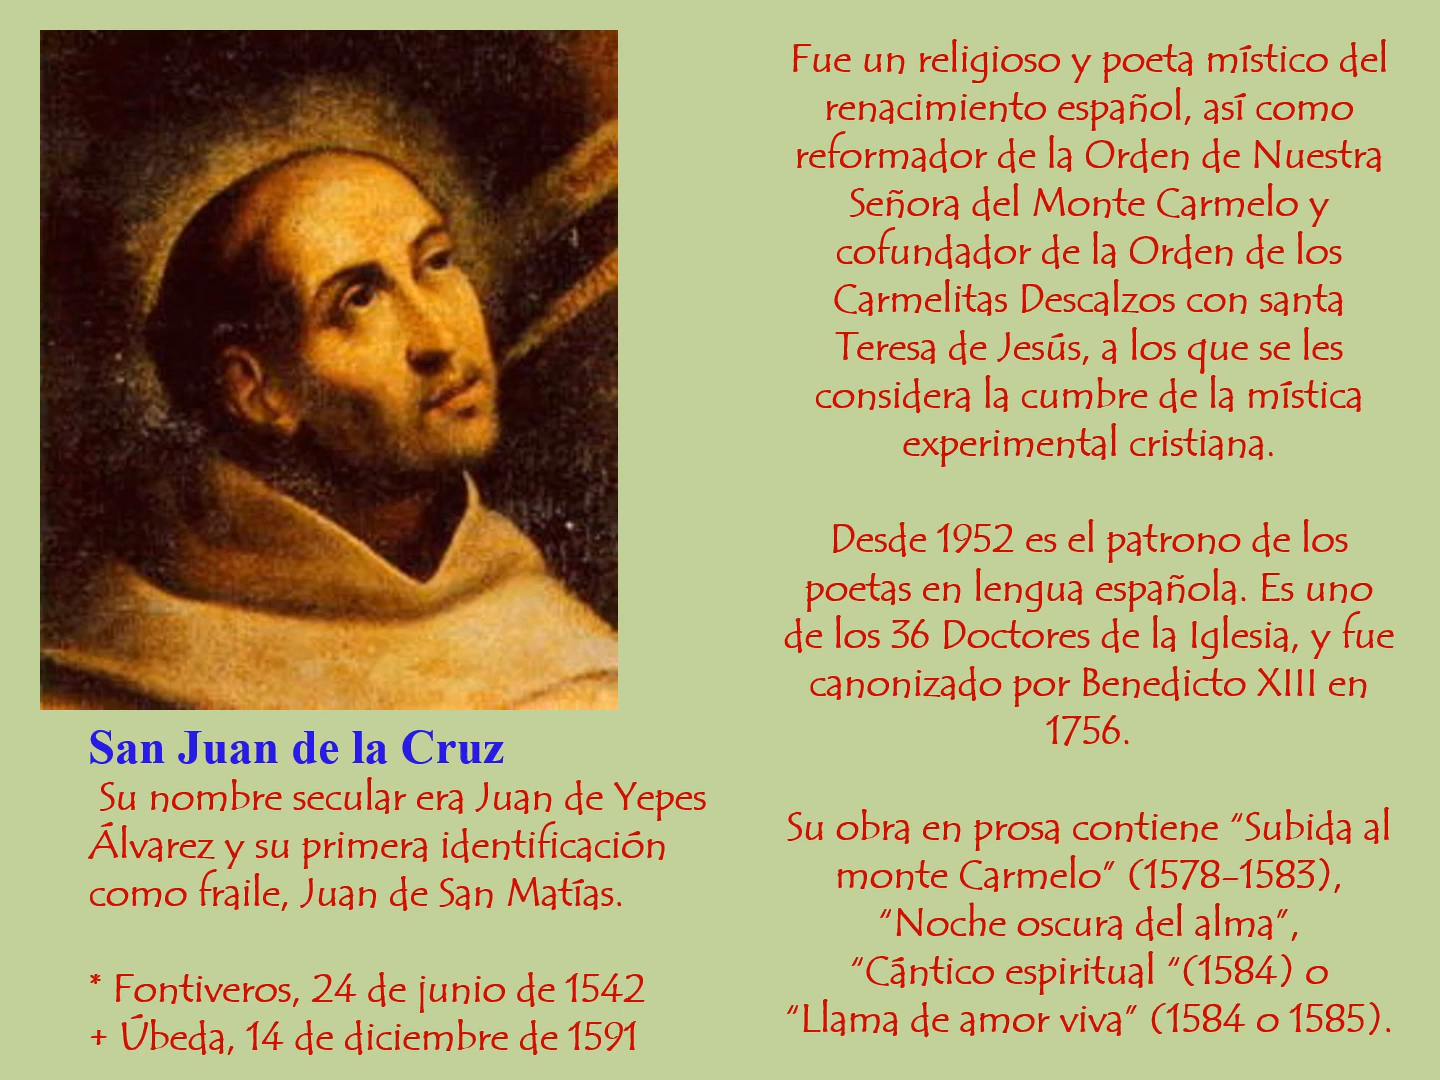 San Juan de la Cruz
Su nombre secular era Juan de Yepes
Álvarez y su primera identificación
como fraile, Juan de San Matías.
* Fontiveros, 24 de junio de 1542
+ Úbeda, 14 de diciembre de 1591
Fue un religioso y poeta místico del
renacimiento español, así como
reformador de la Orden de Nuestra
Señora del Monte Carmelo y
cofundador de la Orden de los
Carmelitas Descalzos con santa
Teresa de Jesús, a los que se les
considera la cumbre de la mística
experimental cristiana.
Desde 1952 es el patrono de los
poetas en lengua española. Es uno
de los 36 Doctores de la Iglesia, y fue
canonizado por Benedicto XIII en
1756.
Su obra en prosa contiene “Subida al
monte Carmelo” (1578-1583),
“Noche oscura del alma”,
“Cántico espiritual “(1584) o
“Llama de amor viva” (1584 o 1585).